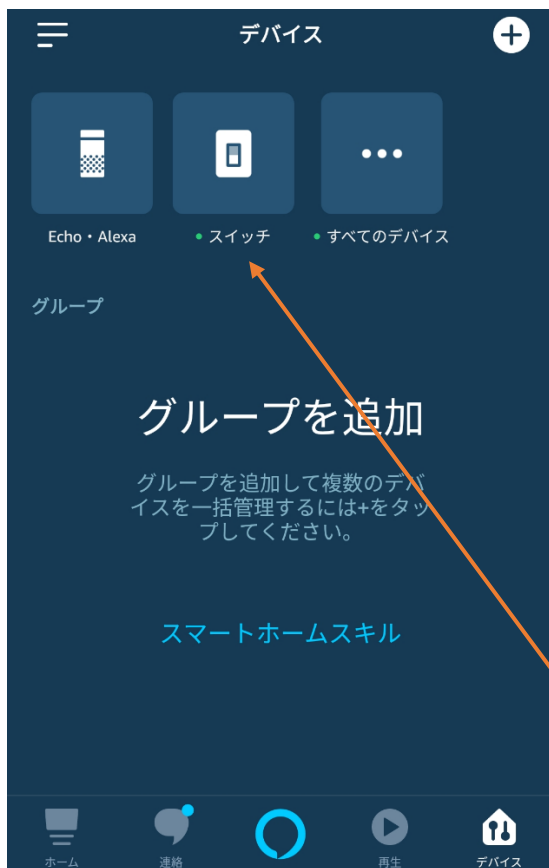 デバイス
Echo・Alexa
スイッチ
すべてのデバイス
グループ
グループを追加
グループを追加して複数のデバ
イスを一括管理するには+をタッ
プしてください。
スマートホームスキル
ホーム
連絡
再生
デバイス